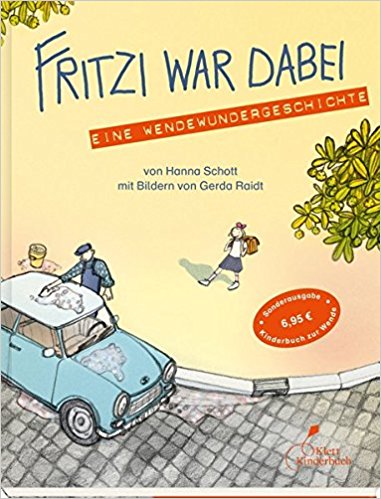 FRITZI WAR DABEI
EINE WENDEWUNDERGESCHICHTE
von Hanna Schott
mit Bildern von Gerda Raidt
Sonderausgabe
6,95 €
Kinderbuch zur Wende
Klett
Kinderbuch